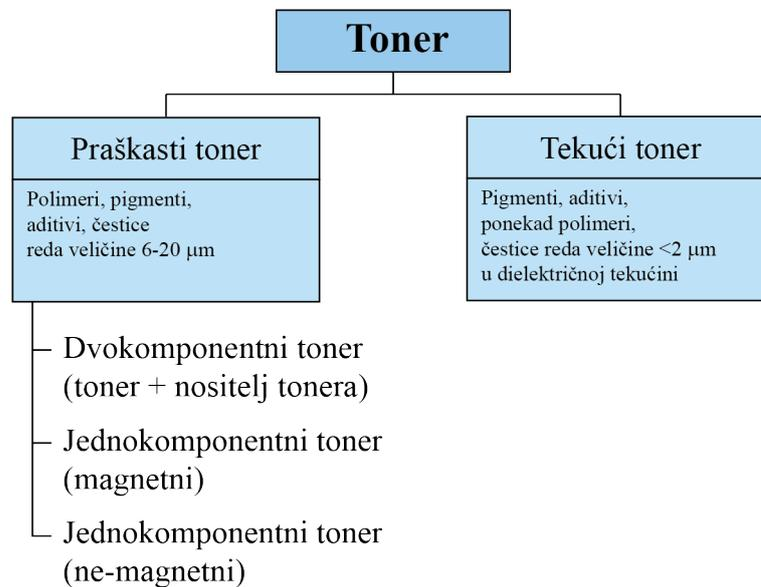 Toner
Praškasti toner
Polimeri, pigmenti,
aditivi, čestice
reda veličine 6-20 μm
Tekući toner
Pigmenti, aditivi,
ponekad polimeri,
čestice reda veličine <2 μm
u dielektričnoj tekućini
Dvokomponentni toner
(toner + nositelj tonera)
Jednokomponentni toner
(magnetni)
Jednokomponentni toner
(ne-magnetni)